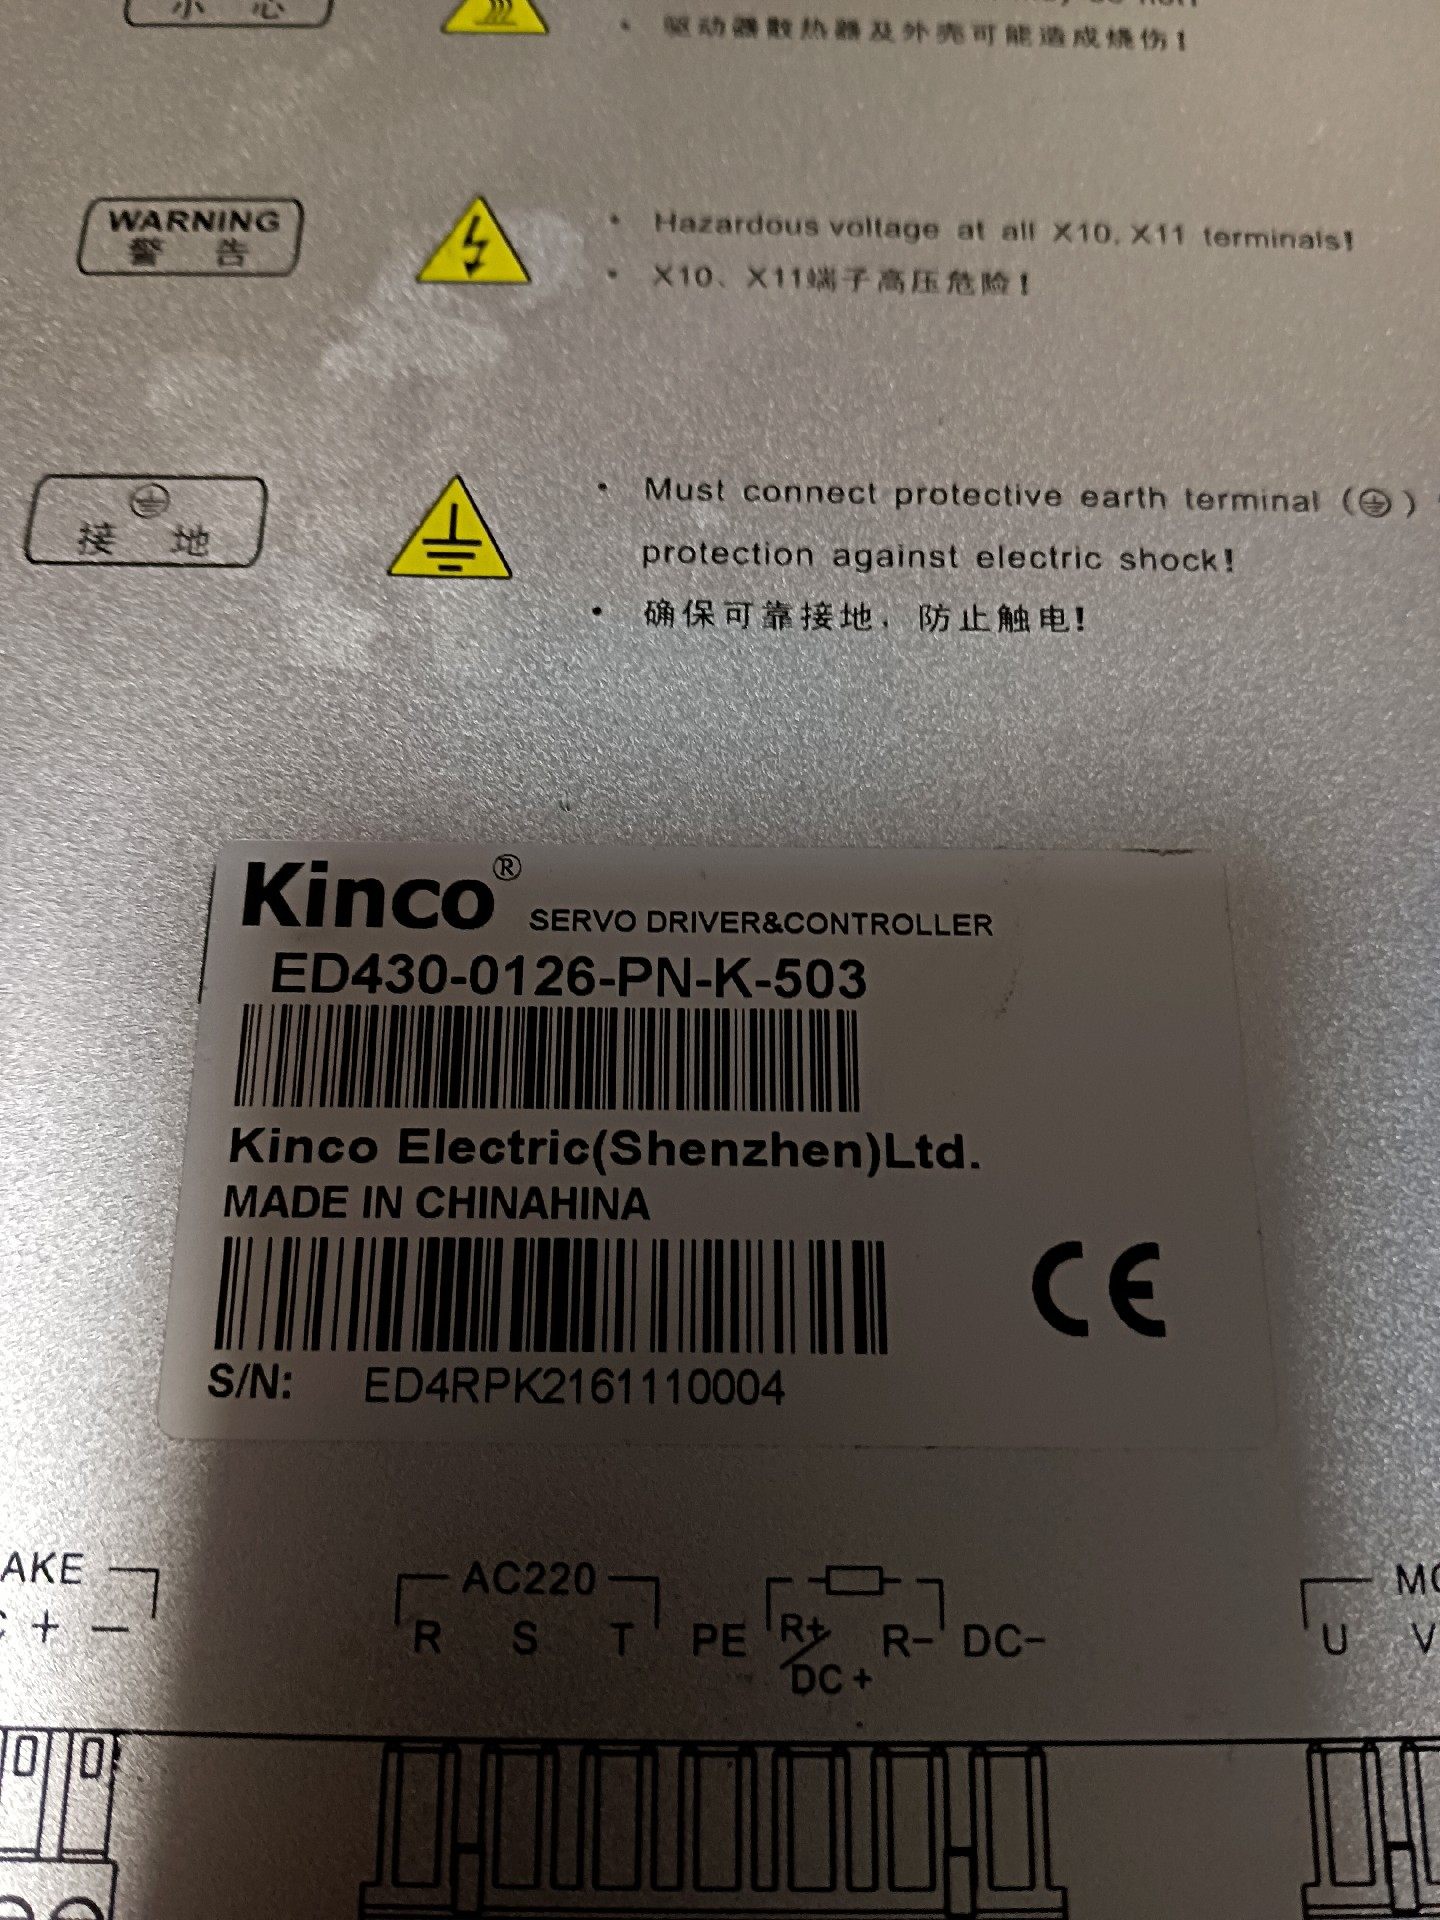 小 心
驱动器散热器及外壳可能造成烧伤!
WARNING
警 告
Hazardous voltage at all X10, X11 terminals!
X10、X11端子高压危险!
接 地
Must connect protective earth terminal ( )
protection against electric shock!
确保可靠接地，防止触电!
Kinco® SERVO DRIVER&CONTROLLER
ED430-0126-PN-K-503
Kinco Electric(Shenzhen)Ltd.
MADE IN CHINAHINA
CE
S/N: ED4RPK2161110004
AKE AC220
+ − R S T PE R+/DC+ R− DC− U V